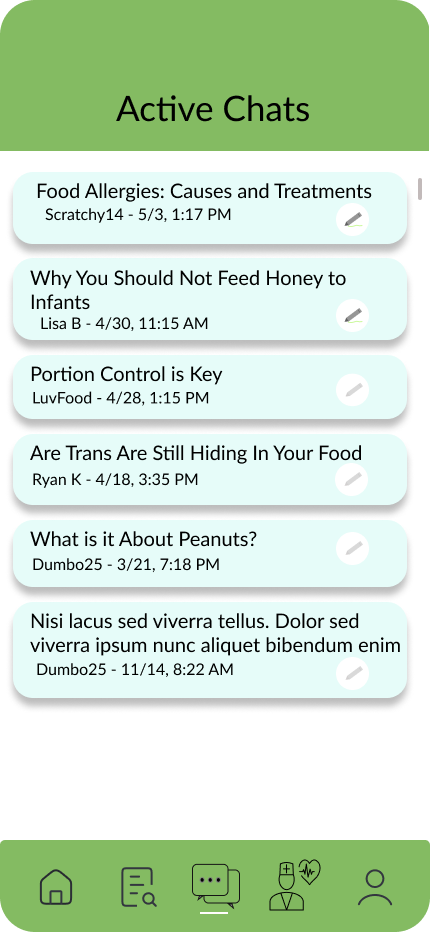 Active Chats
Food Allergies: Causes and Treatments
Scratchy14 - 5/3, 1:17 PM
Why You Should Not Feed Honey to
Infants
Lisa B - 4/30, 11:15 AM
Portion Control is Key
LuvFood - 4/28, 1:15 PM
Are Trans Are Still Hiding In Your Food
Ryan K - 4/18, 3:35 PM
What is it About Peanuts?
Dumbo25 - 3/21, 7:18 PM
Nisi lacus sed viverra tellus. Dolor sed
viverra ipsum nunc aliquet bibendum enim
Dumbo25 - 11/14, 8:22 AM